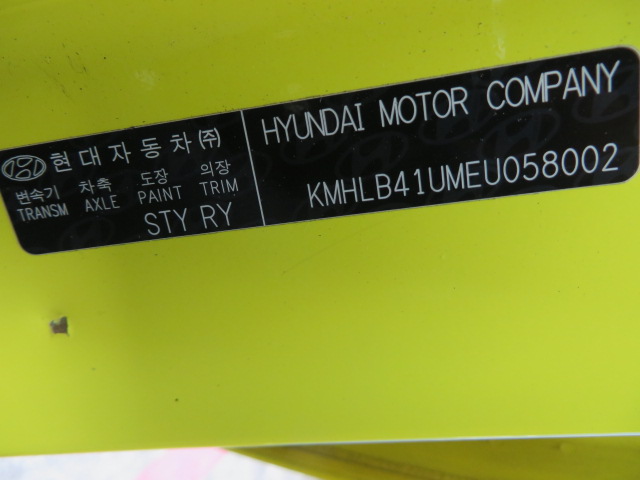 현대자동차㈜
변속기 차축 도장 의장
TRANSM AXLE PAINT TRIM
STY RY
HYUNDAI MOTOR COMPANY
KMHLB41UMEU058002